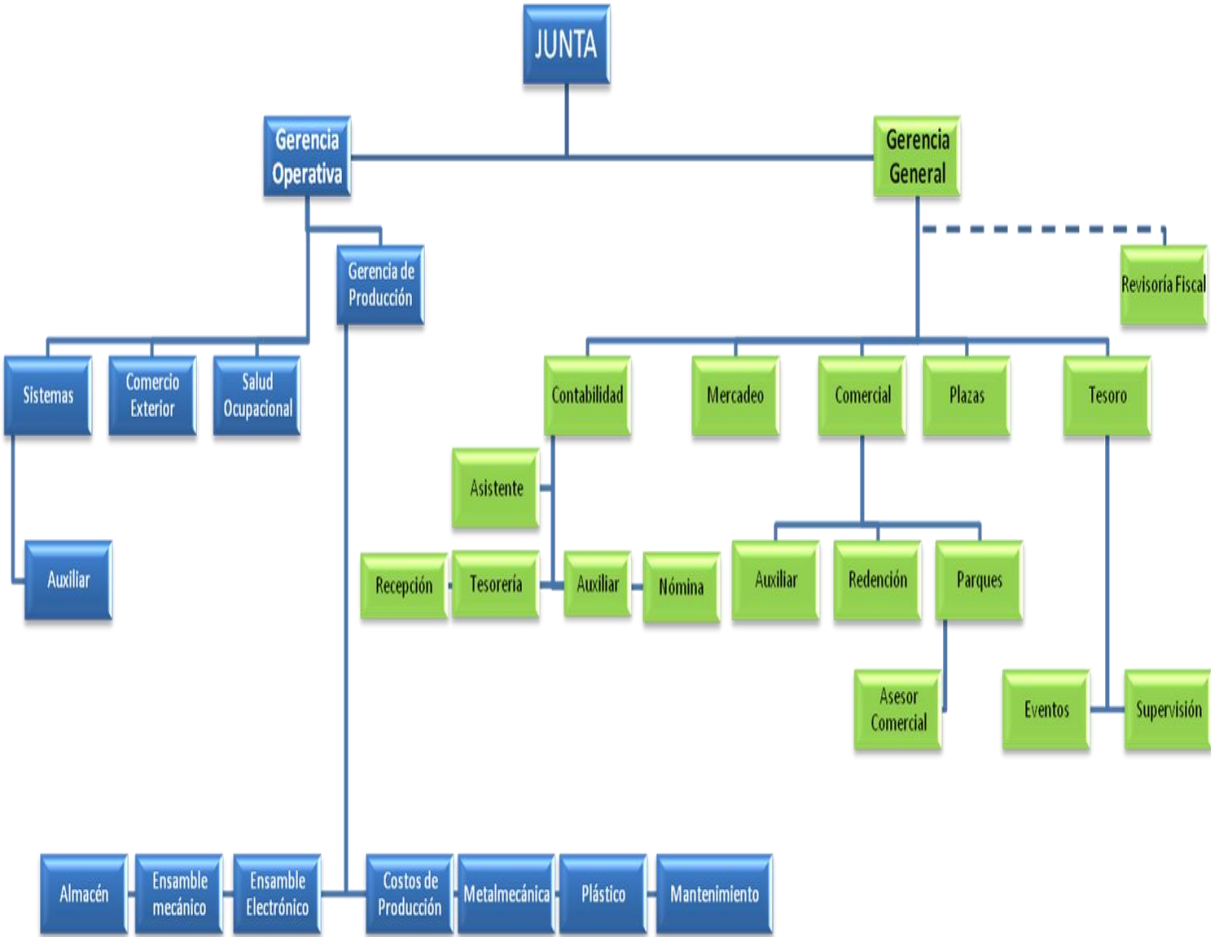 JUNTA
Gerencia
Operativa
Gerencia
General
Gerencia de
Producción
Revisoría Fiscal
Sistemas
Comercio
Exterior
Salud
Ocupacional
Contabilidad
Mercadeo
Comercial
Plazas
Tesoro
Asistente
Auxiliar
Recepción
Tesorería
Auxiliar
Nómina
Auxiliar
Redención
Parques
Asesor
Comercial
Eventos
Supervisión
Almacén
Ensamble
mecánico
Ensamble
Electrónico
Costos de
Producción
Metalmecánica
Plástico
Mantenimiento